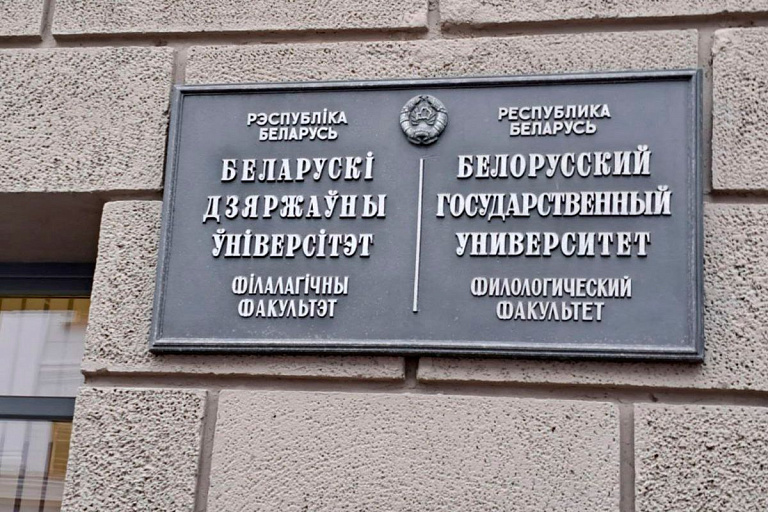 РЭСПУБЛІКА
БЕЛАРУСЬ
БЕЛАРУСКІ
ДЗЯРЖАЎНЫ
ЎНІВЕРСІТЭТ
ФІЛАЛАГІЧНЫ
ФАКУЛЬТЭТ
РЕСПУБЛИКА
БЕЛАРУСЬ
БЕЛОРУССКИЙ
ГОСУДАРСТВЕННЫЙ
УНИВЕРСИТЕТ
ФИЛОЛОГИЧЕСКИЙ
ФАКУЛЬТЕТ